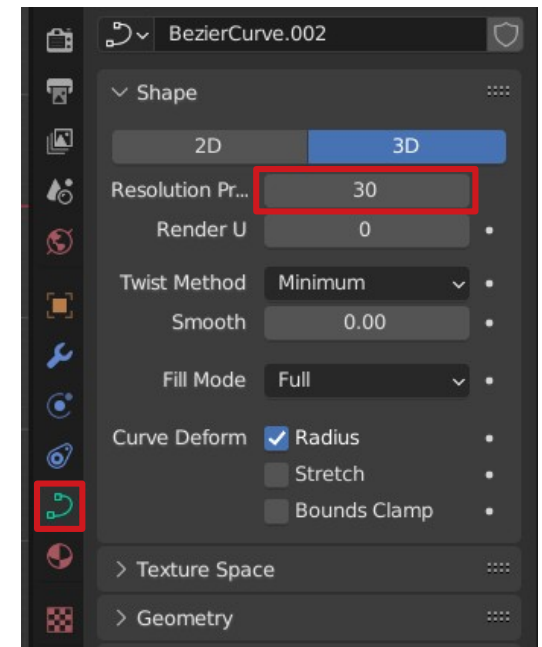 BezierCurve.002
Shape
2D 3D
Resolution Pr... 30
Render U 0
Twist Method Minimum
Smooth 0.00
Fill Mode Full
Curve Deform Radius
Stretch
Bounds Clamp
Texture Space
Geometry